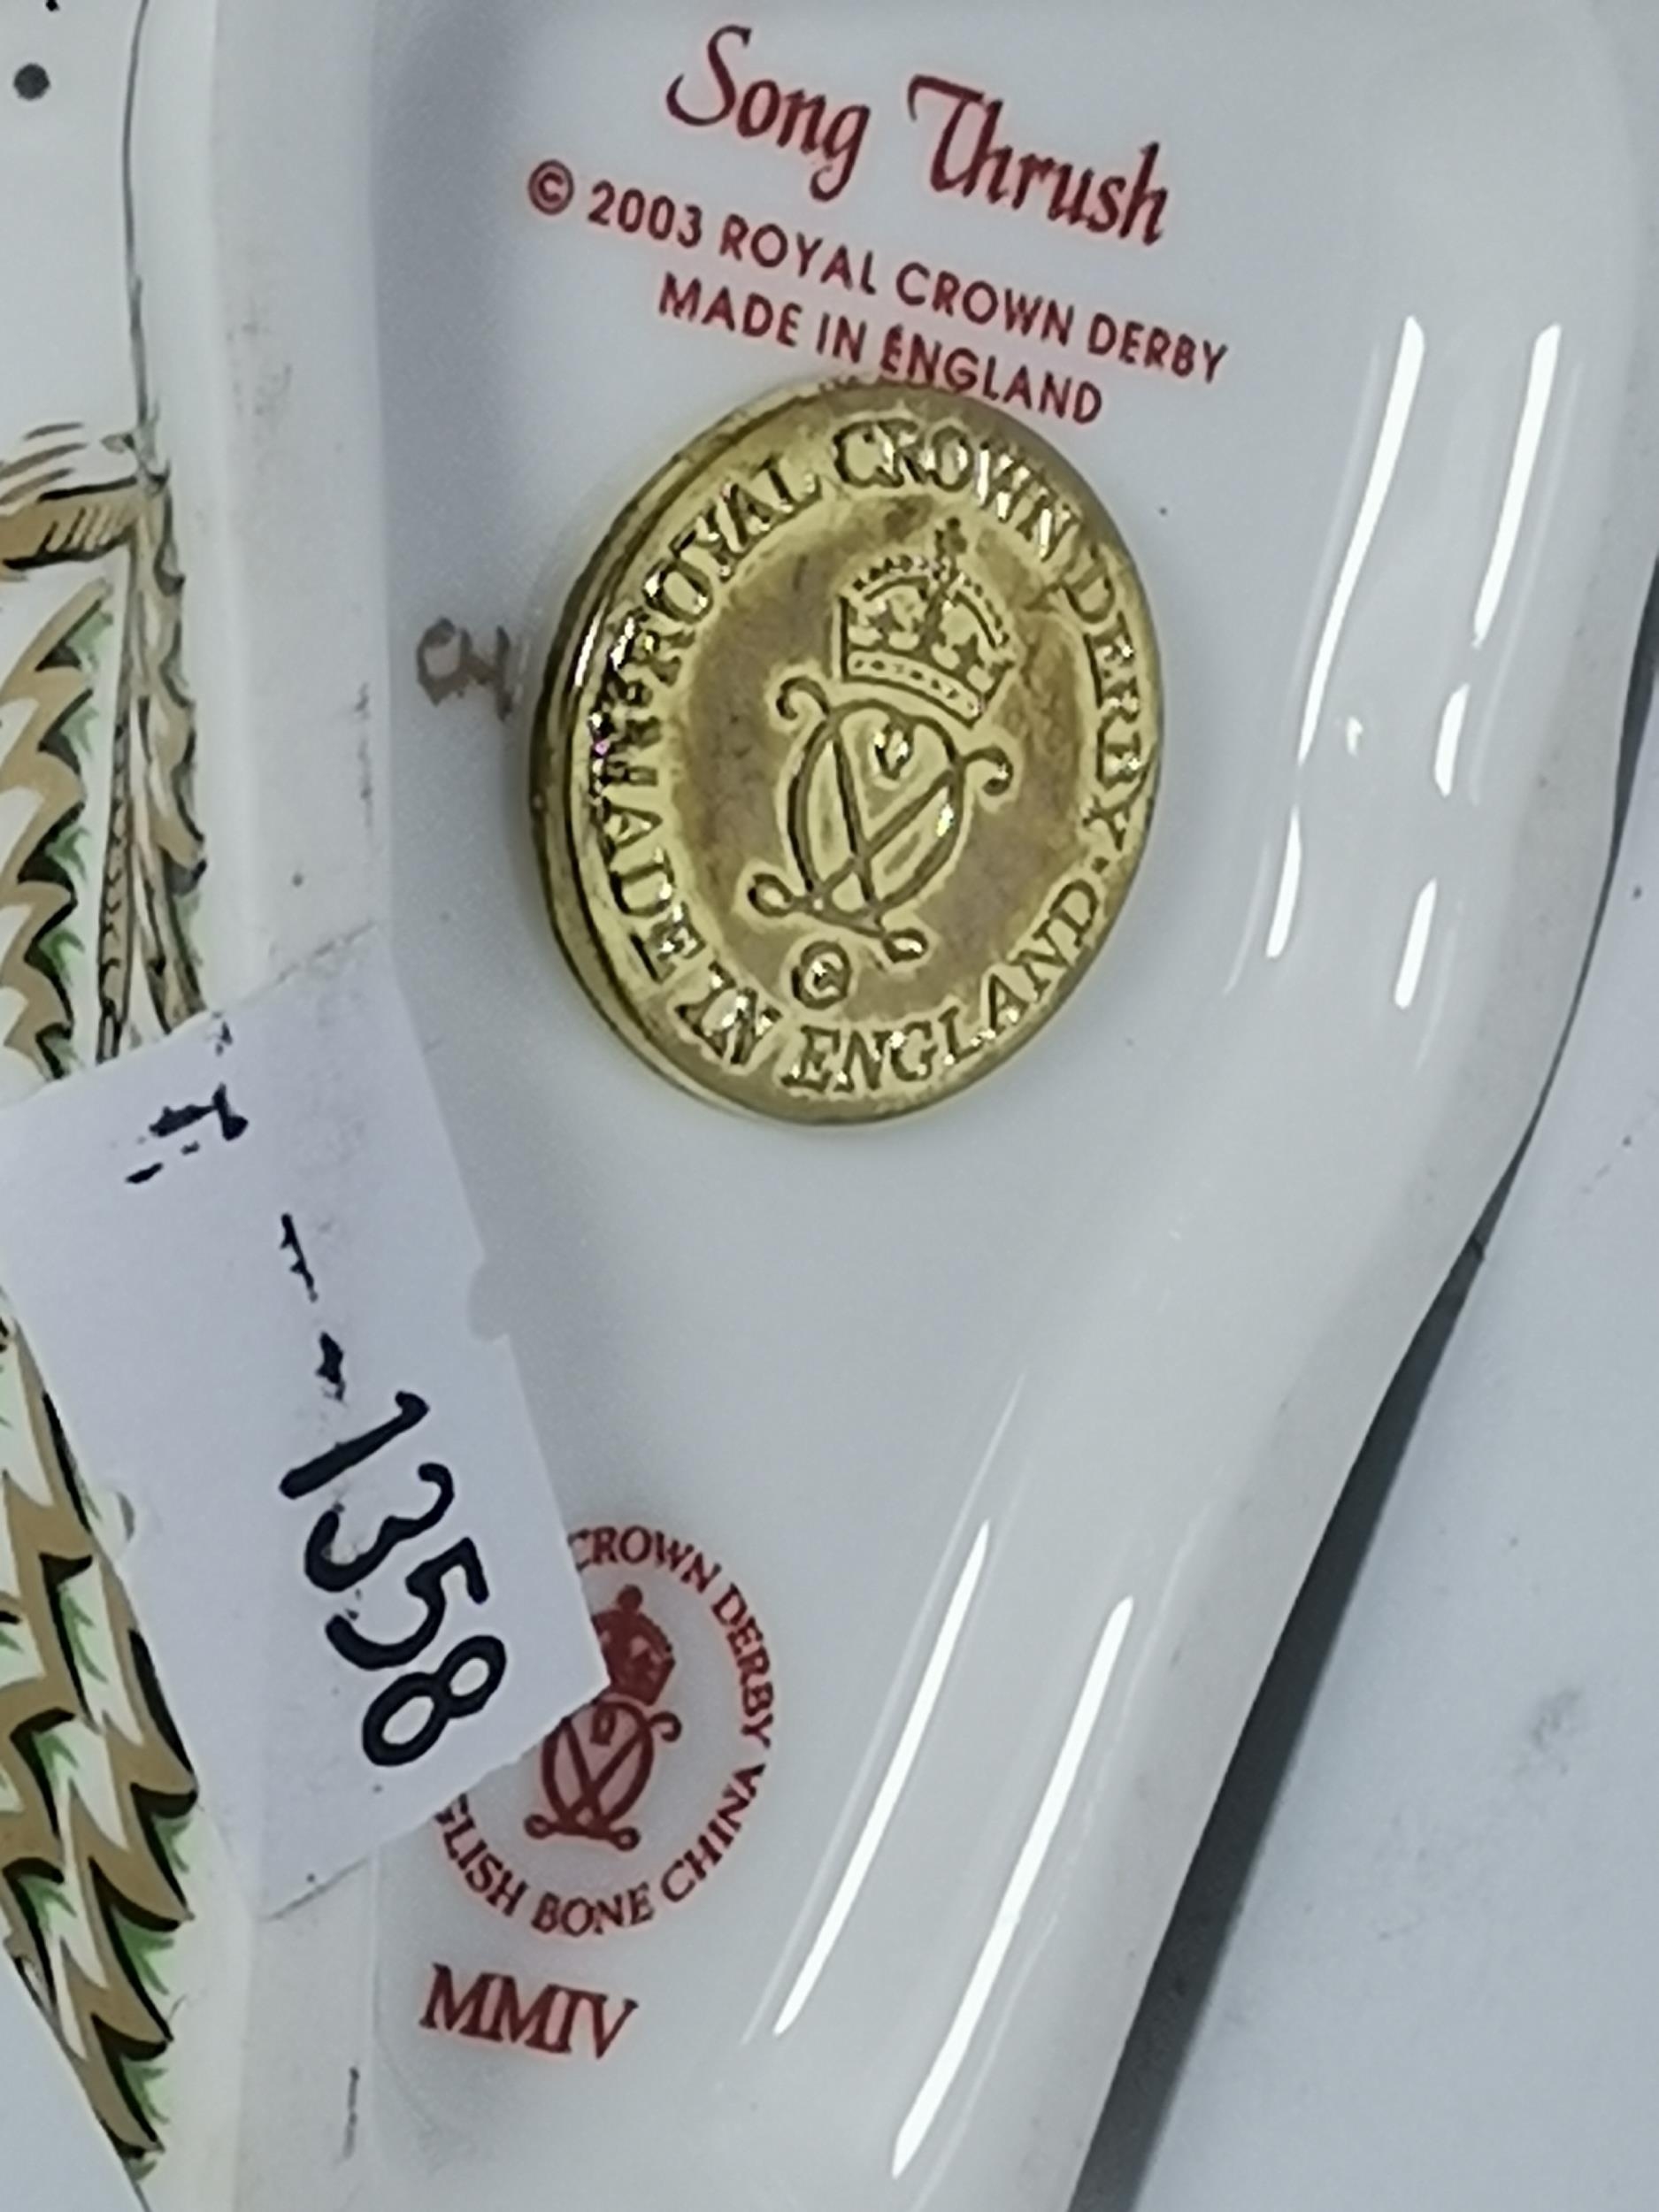 Song Thrush
© 2003 ROYAL CROWN DERBY
MADE IN ENGLAND
ROYAL CROWN DERBY ·
MADE IN ENGLAND ·
1358
CROWN DERBY
GLISH BONE CHINA
MMIV